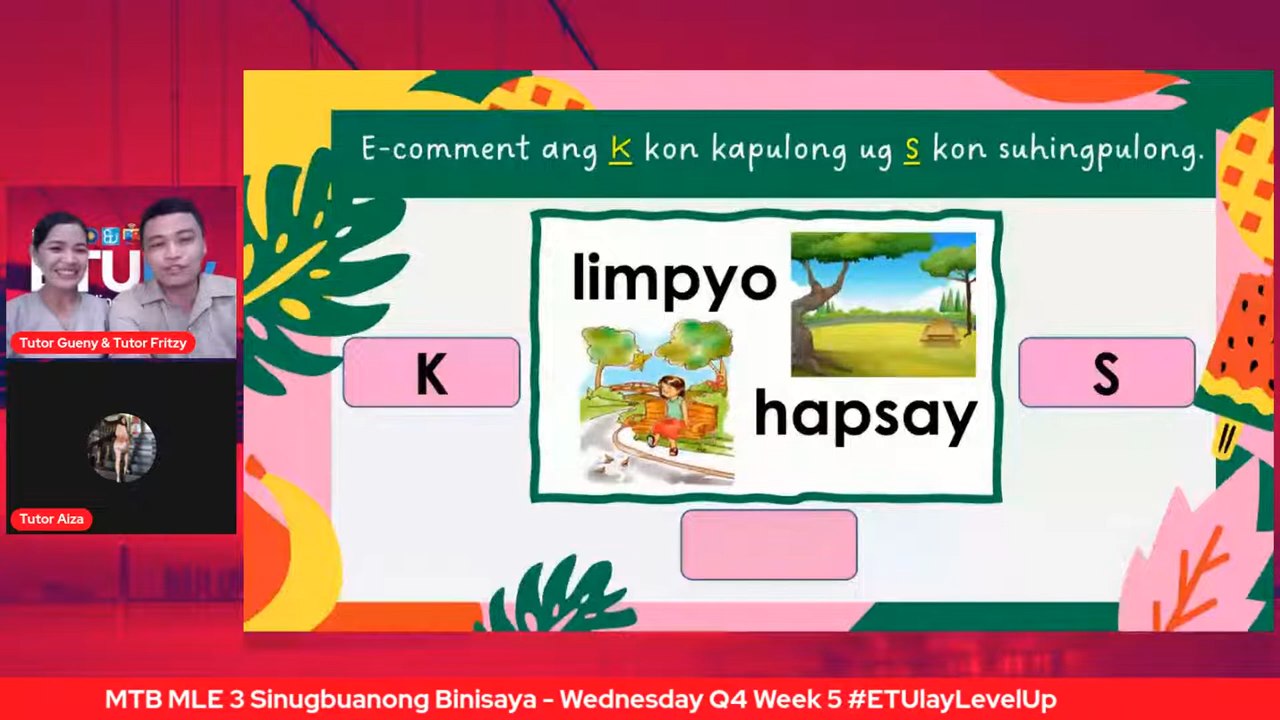 E-comment ang K kon kapulong ug S kon suhingpulong.
limpyo
hapsay
K
S
ETU
Tutor Gueny & Tutor Fritzy
Tutor Aiza
MTB MLE 3 Sinugbuanong Binisaya - Wednesday Q4 Week 5 #ETUlayLevelUp